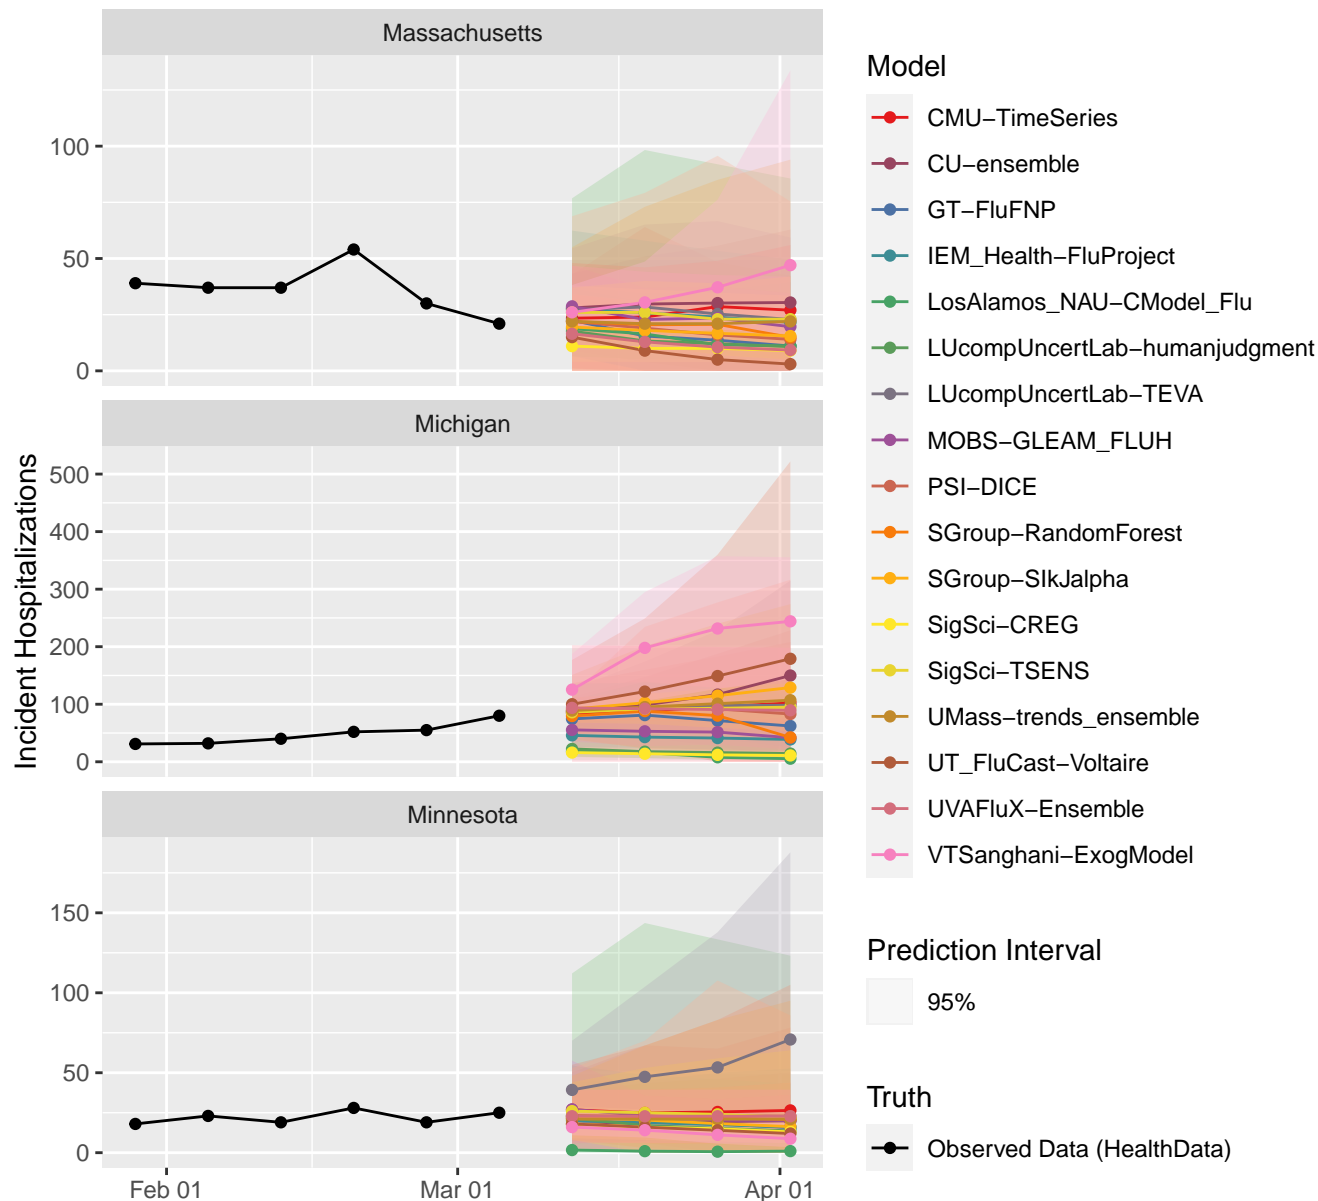 Massachusetts
100
50
0
Michigan
500
400
300
200
100
0
Minnesota
150
100
50
0
Feb 01
Mar 01
Apr 01
Incident Hospitalizations
Model
CMU−TimeSeries
CU−ensemble
GT−FluFNP
IEM_Health−FluProject
LosAlamos_NAU−CModel_Flu
LUcompUncertLab−humanjudgment
LUcompUncertLab−TEVA
MOBS−GLEAM_FLUH
PSI−DICE
SGroup−RandomForest
SGroup−SIkJalpha
SigSci−CREG
SigSci−TSENS
UMass−trends_ensemble
UT_FluCast−Voltaire
UVAFluX−Ensemble
VTSanghani−ExogModel
Prediction Interval
95%
Truth
Observed Data (HealthData)